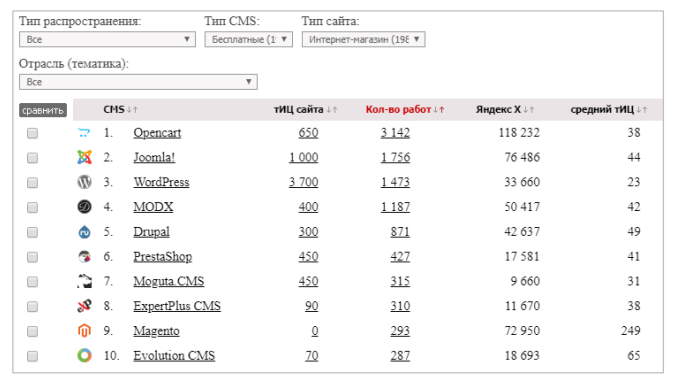 Тип распространения: Тип CMS: Тип сайта:
Все Бесплатные (1 Интернет-магазин (198
Отрасль (тематика):
Все
сравнить CMS ↓↑ тИЦ сайта ↓↑ Кол-во работ ↓↑ Яндекс X ↓↑ средний тИЦ ↓↑
1. Opencart 650 3 142 118 232 38
2. Joomla! 1 000 1 756 76 486 44
3. WordPress 3 700 1 473 33 660 23
4. MODX 400 1 187 50 417 42
5. Drupal 300 871 42 637 49
6. PrestaShop 450 427 17 581 41
7. Moguta.CMS 450 315 9 660 31
8. ExpertPlus CMS 90 310 11 670 38
9. Magento 0 293 72 950 249
10. Evolution CMS 70 287 18 693 65